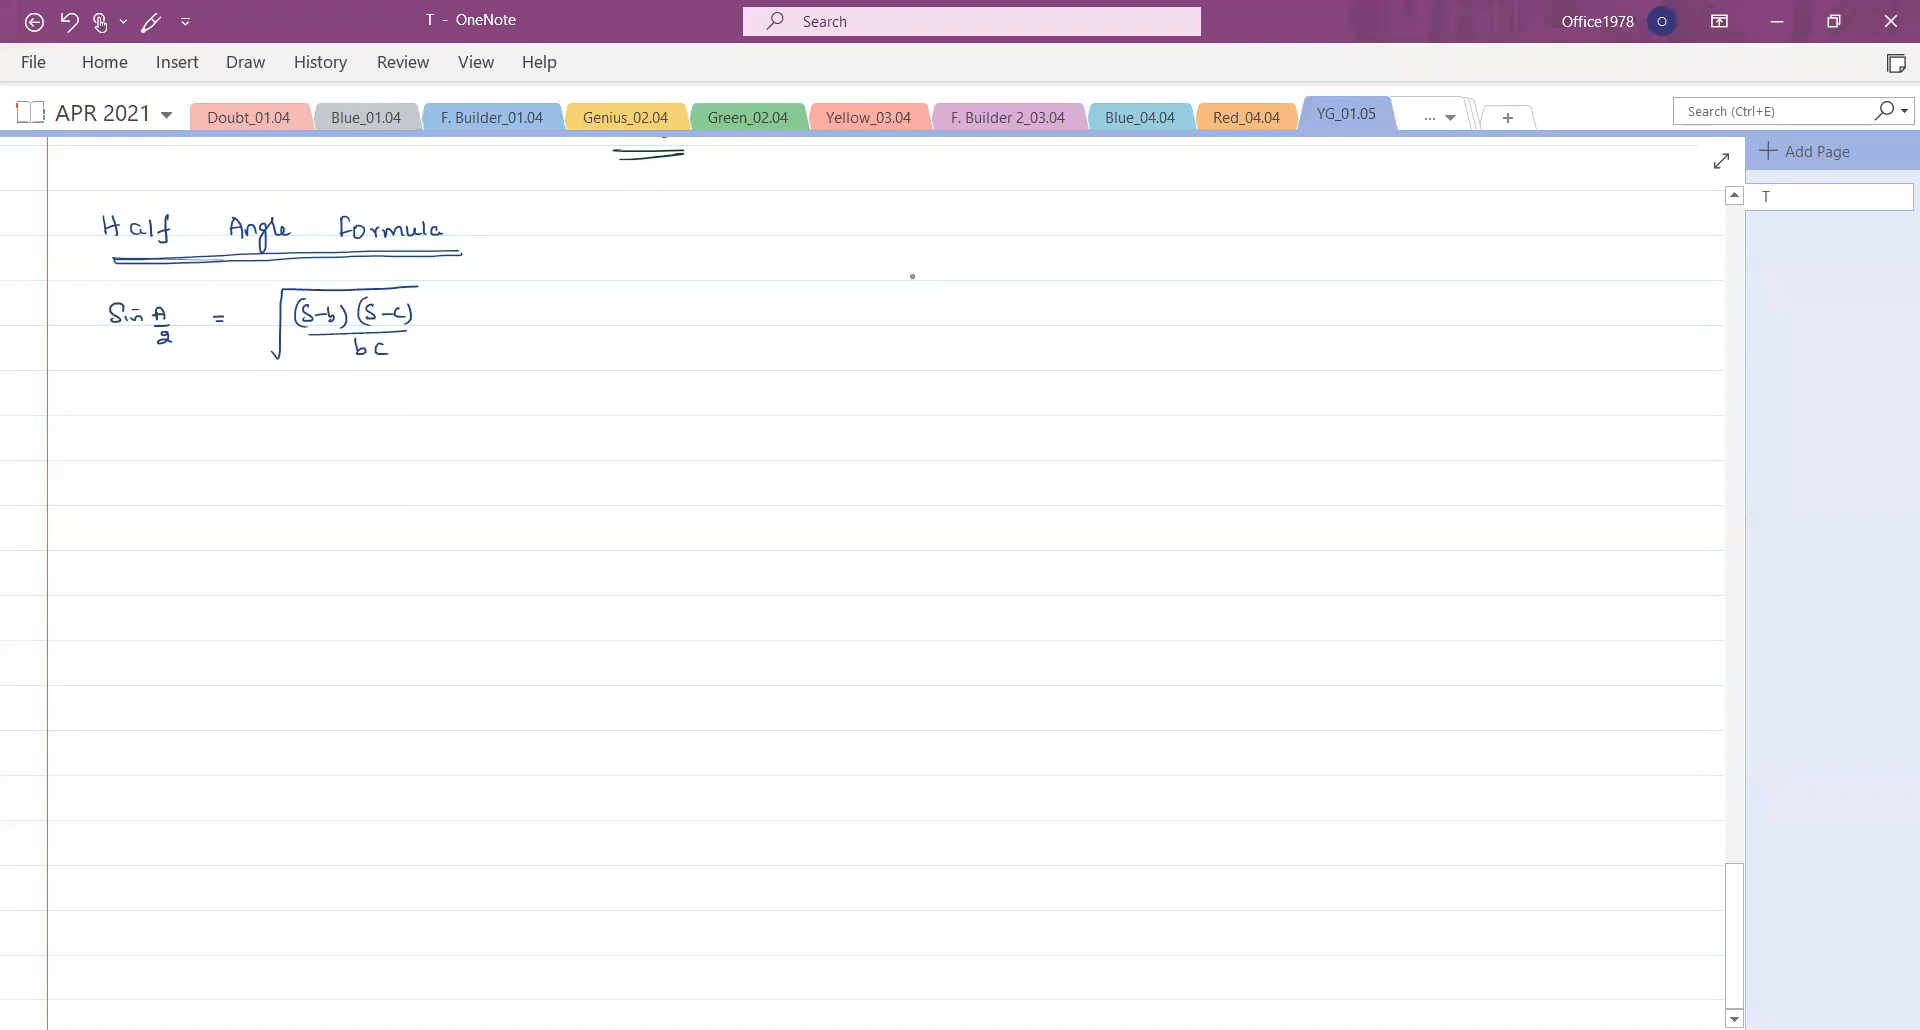 T - OneNote
Search
Office1978
O
File Home Insert Draw History Review View Help
APR 2021
Doubt_01.04 Blue_01.04 F. Builder_01.04 Genius_02.04 Green_02.04 Yellow_03.04 F. Builder 2_03.04 Blue_04.04 Red_04.04 YG_01.05 ... +
Search (Ctrl+E)
Add Page
T
Half Angle Formula
Sin A/2 = √((S-b)(S-c)/bc)